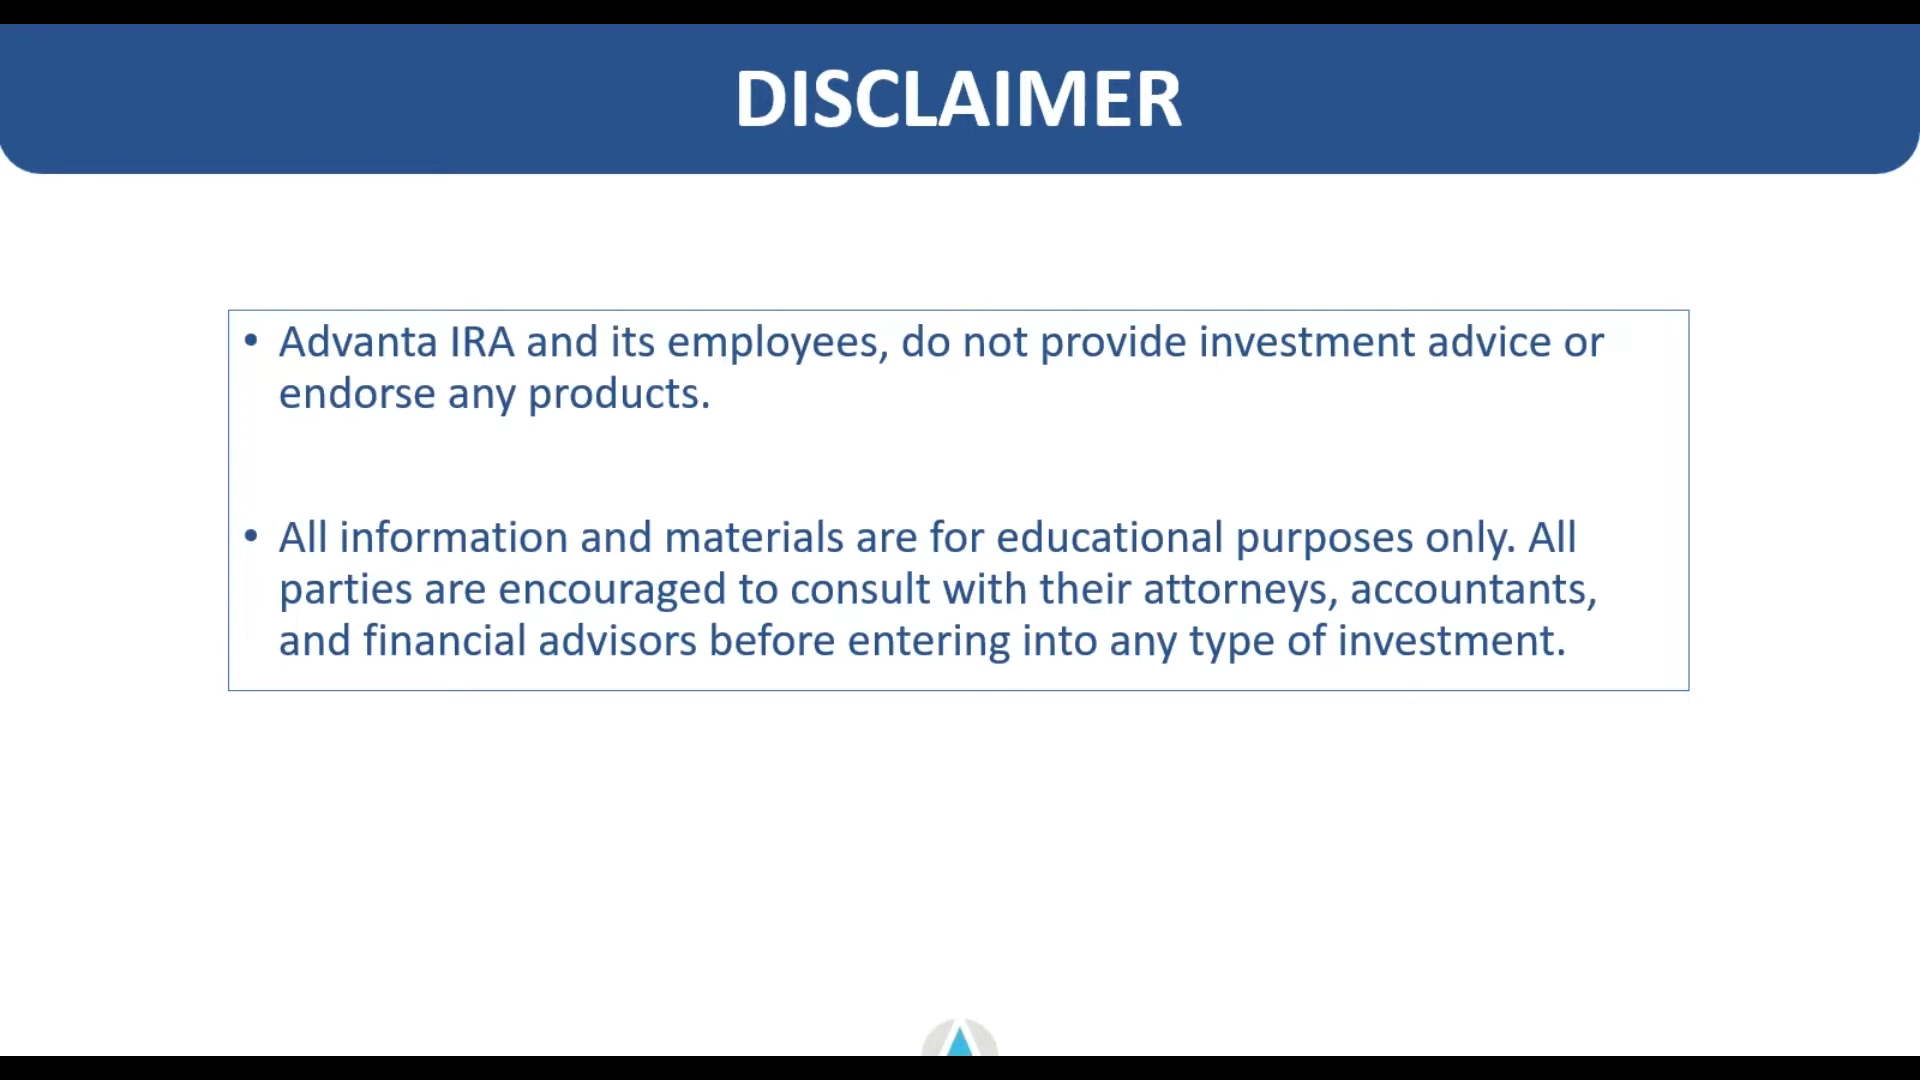 DISCLAIMER
• Advanta IRA and its employees, do not provide investment advice or
endorse any products.
• All information and materials are for educational purposes only. All
parties are encouraged to consult with their attorneys, accountants,
and financial advisors before entering into any type of investment.